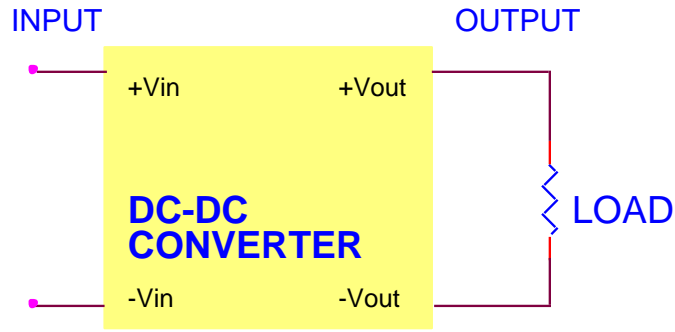 INPUT
OUTPUT
+Vin
+Vout
DC-DC
CONVERTER
LOAD
-Vin
-Vout